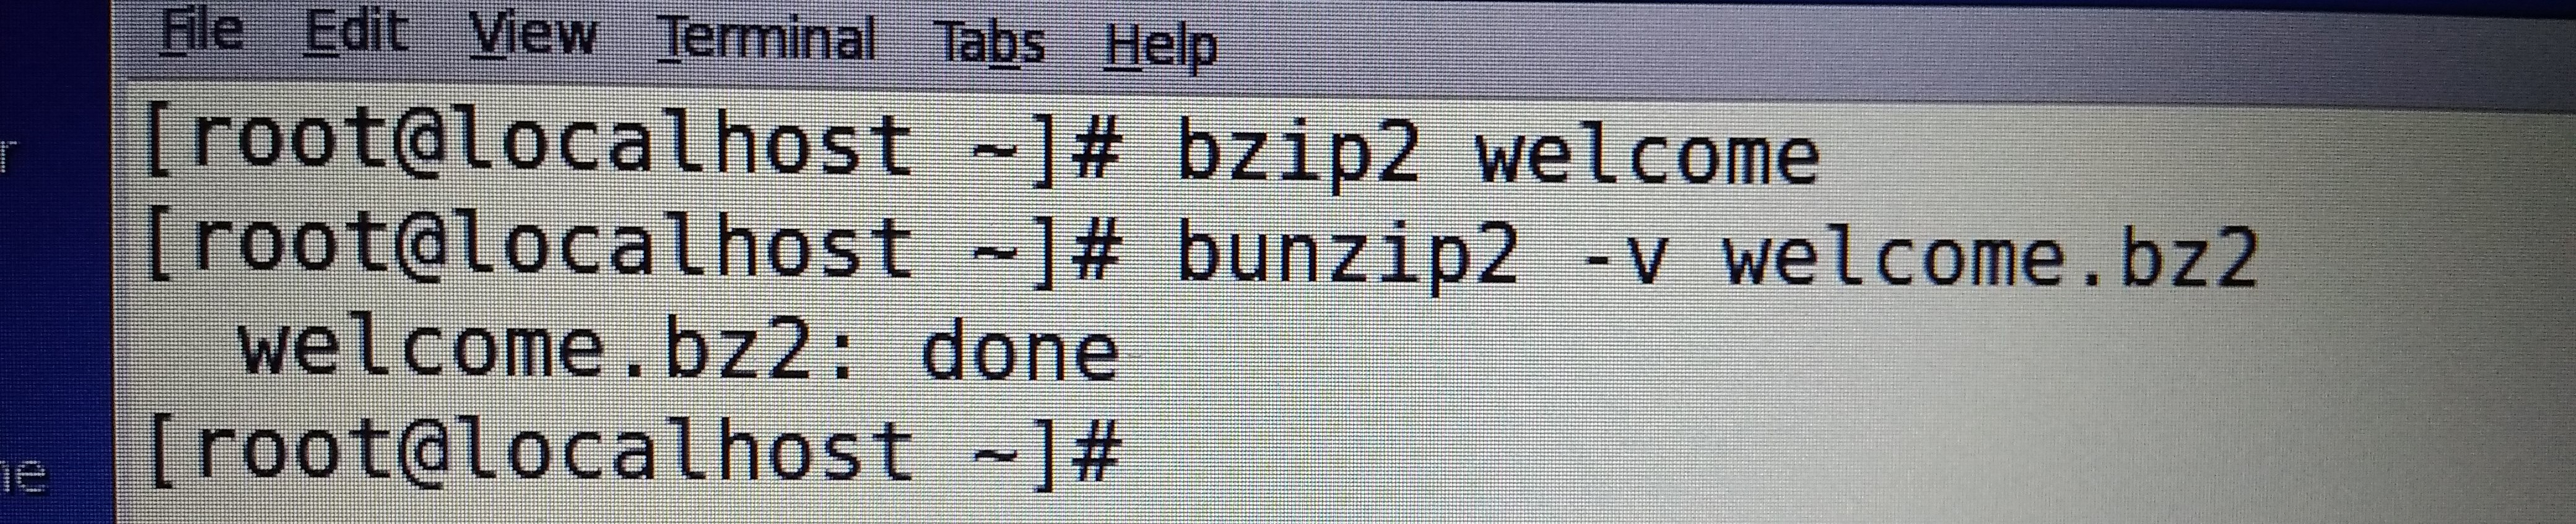 File Edit View Terminal Tabs Help
[root@localhost ~]# bzip2 welcome
[root@localhost ~]# bunzip2 -v welcome.bz2
  welcome.bz2: done
[root@localhost ~]#